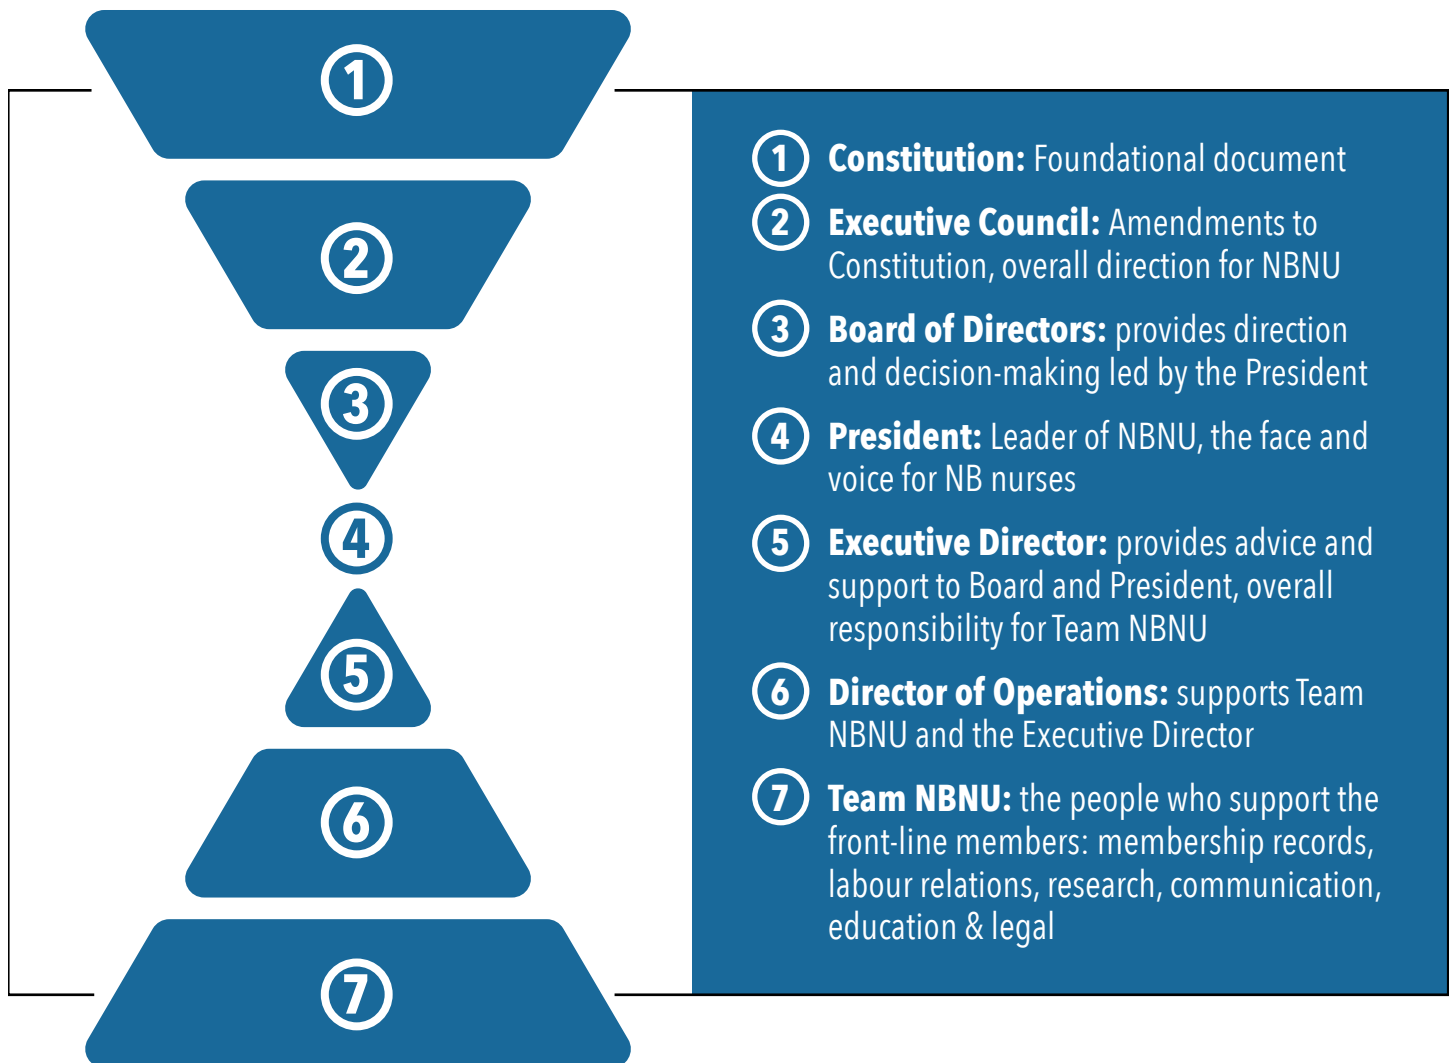 1
2
3
4
5
6
7
1 Constitution: Foundational document
2 Executive Council: Amendments to
Constitution, overall direction for NBNU
3 Board of Directors: provides direction
and decision-making led by the President
4 President: Leader of NBNU, the face and
voice for NB nurses
5 Executive Director: provides advice and
support to Board and President, overall
responsibility for Team NBNU
6 Director of Operations: supports Team
NBNU and the Executive Director
7 Team NBNU: the people who support the
front-line members: membership records,
labour relations, research, communication,
education & legal